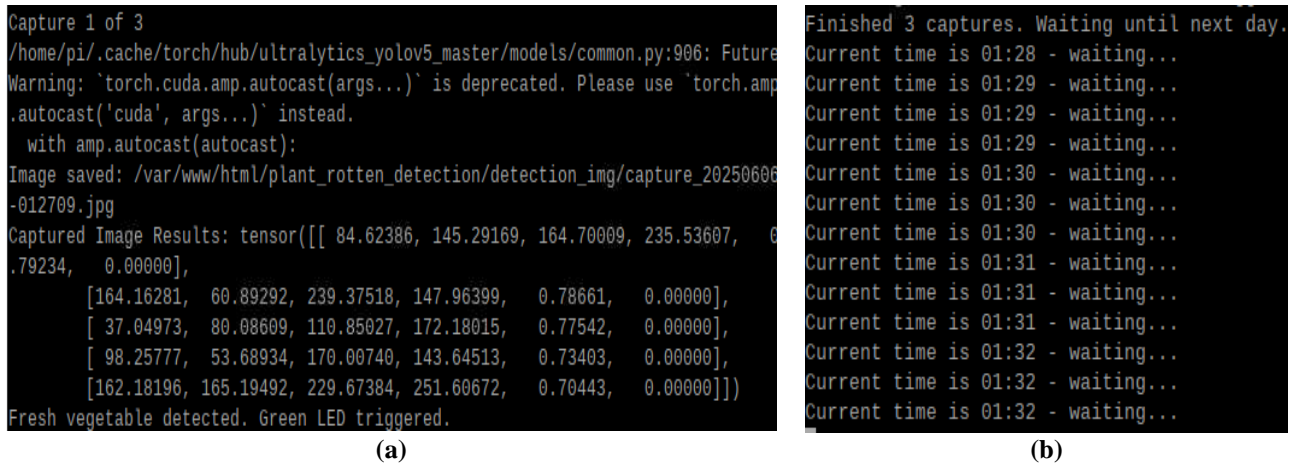 Capture 1 of 3
/home/pi/.cache/torch/hub/ultralytics_yolov5_master/models/common.py:906: Future
Warning: `torch.cuda.amp.autocast(args...)` is deprecated. Please use `torch.amp
.autocast('cuda', args...)` instead.
  with amp.autocast(autocast):
Image saved: /var/www/html/plant_rotten_detection/detection_img/capture_20250606
-012709.jpg
Captured Image Results: tensor([[ 84.62386, 145.29169, 164.70009, 235.53607,   0
.79234,   0.00000],
        [164.16281,  60.89292, 239.37518, 147.96399,   0.78661,   0.00000],
        [ 37.04973,  80.08609, 110.85027, 172.18015,   0.77542,   0.00000],
        [ 98.25777,  53.68934, 170.00740, 143.64513,   0.73403,   0.00000],
        [162.18196, 165.19492, 229.67384, 251.60672,   0.70443,   0.00000]])
Fresh vegetable detected. Green LED triggered.
(a)
Finished 3 captures. Waiting until next day.
Current time is 01:28 - waiting...
Current time is 01:29 - waiting...
Current time is 01:29 - waiting...
Current time is 01:29 - waiting...
Current time is 01:30 - waiting...
Current time is 01:30 - waiting...
Current time is 01:30 - waiting...
Current time is 01:31 - waiting...
Current time is 01:31 - waiting...
Current time is 01:31 - waiting...
Current time is 01:32 - waiting...
Current time is 01:32 - waiting...
Current time is 01:32 - waiting...
(b)